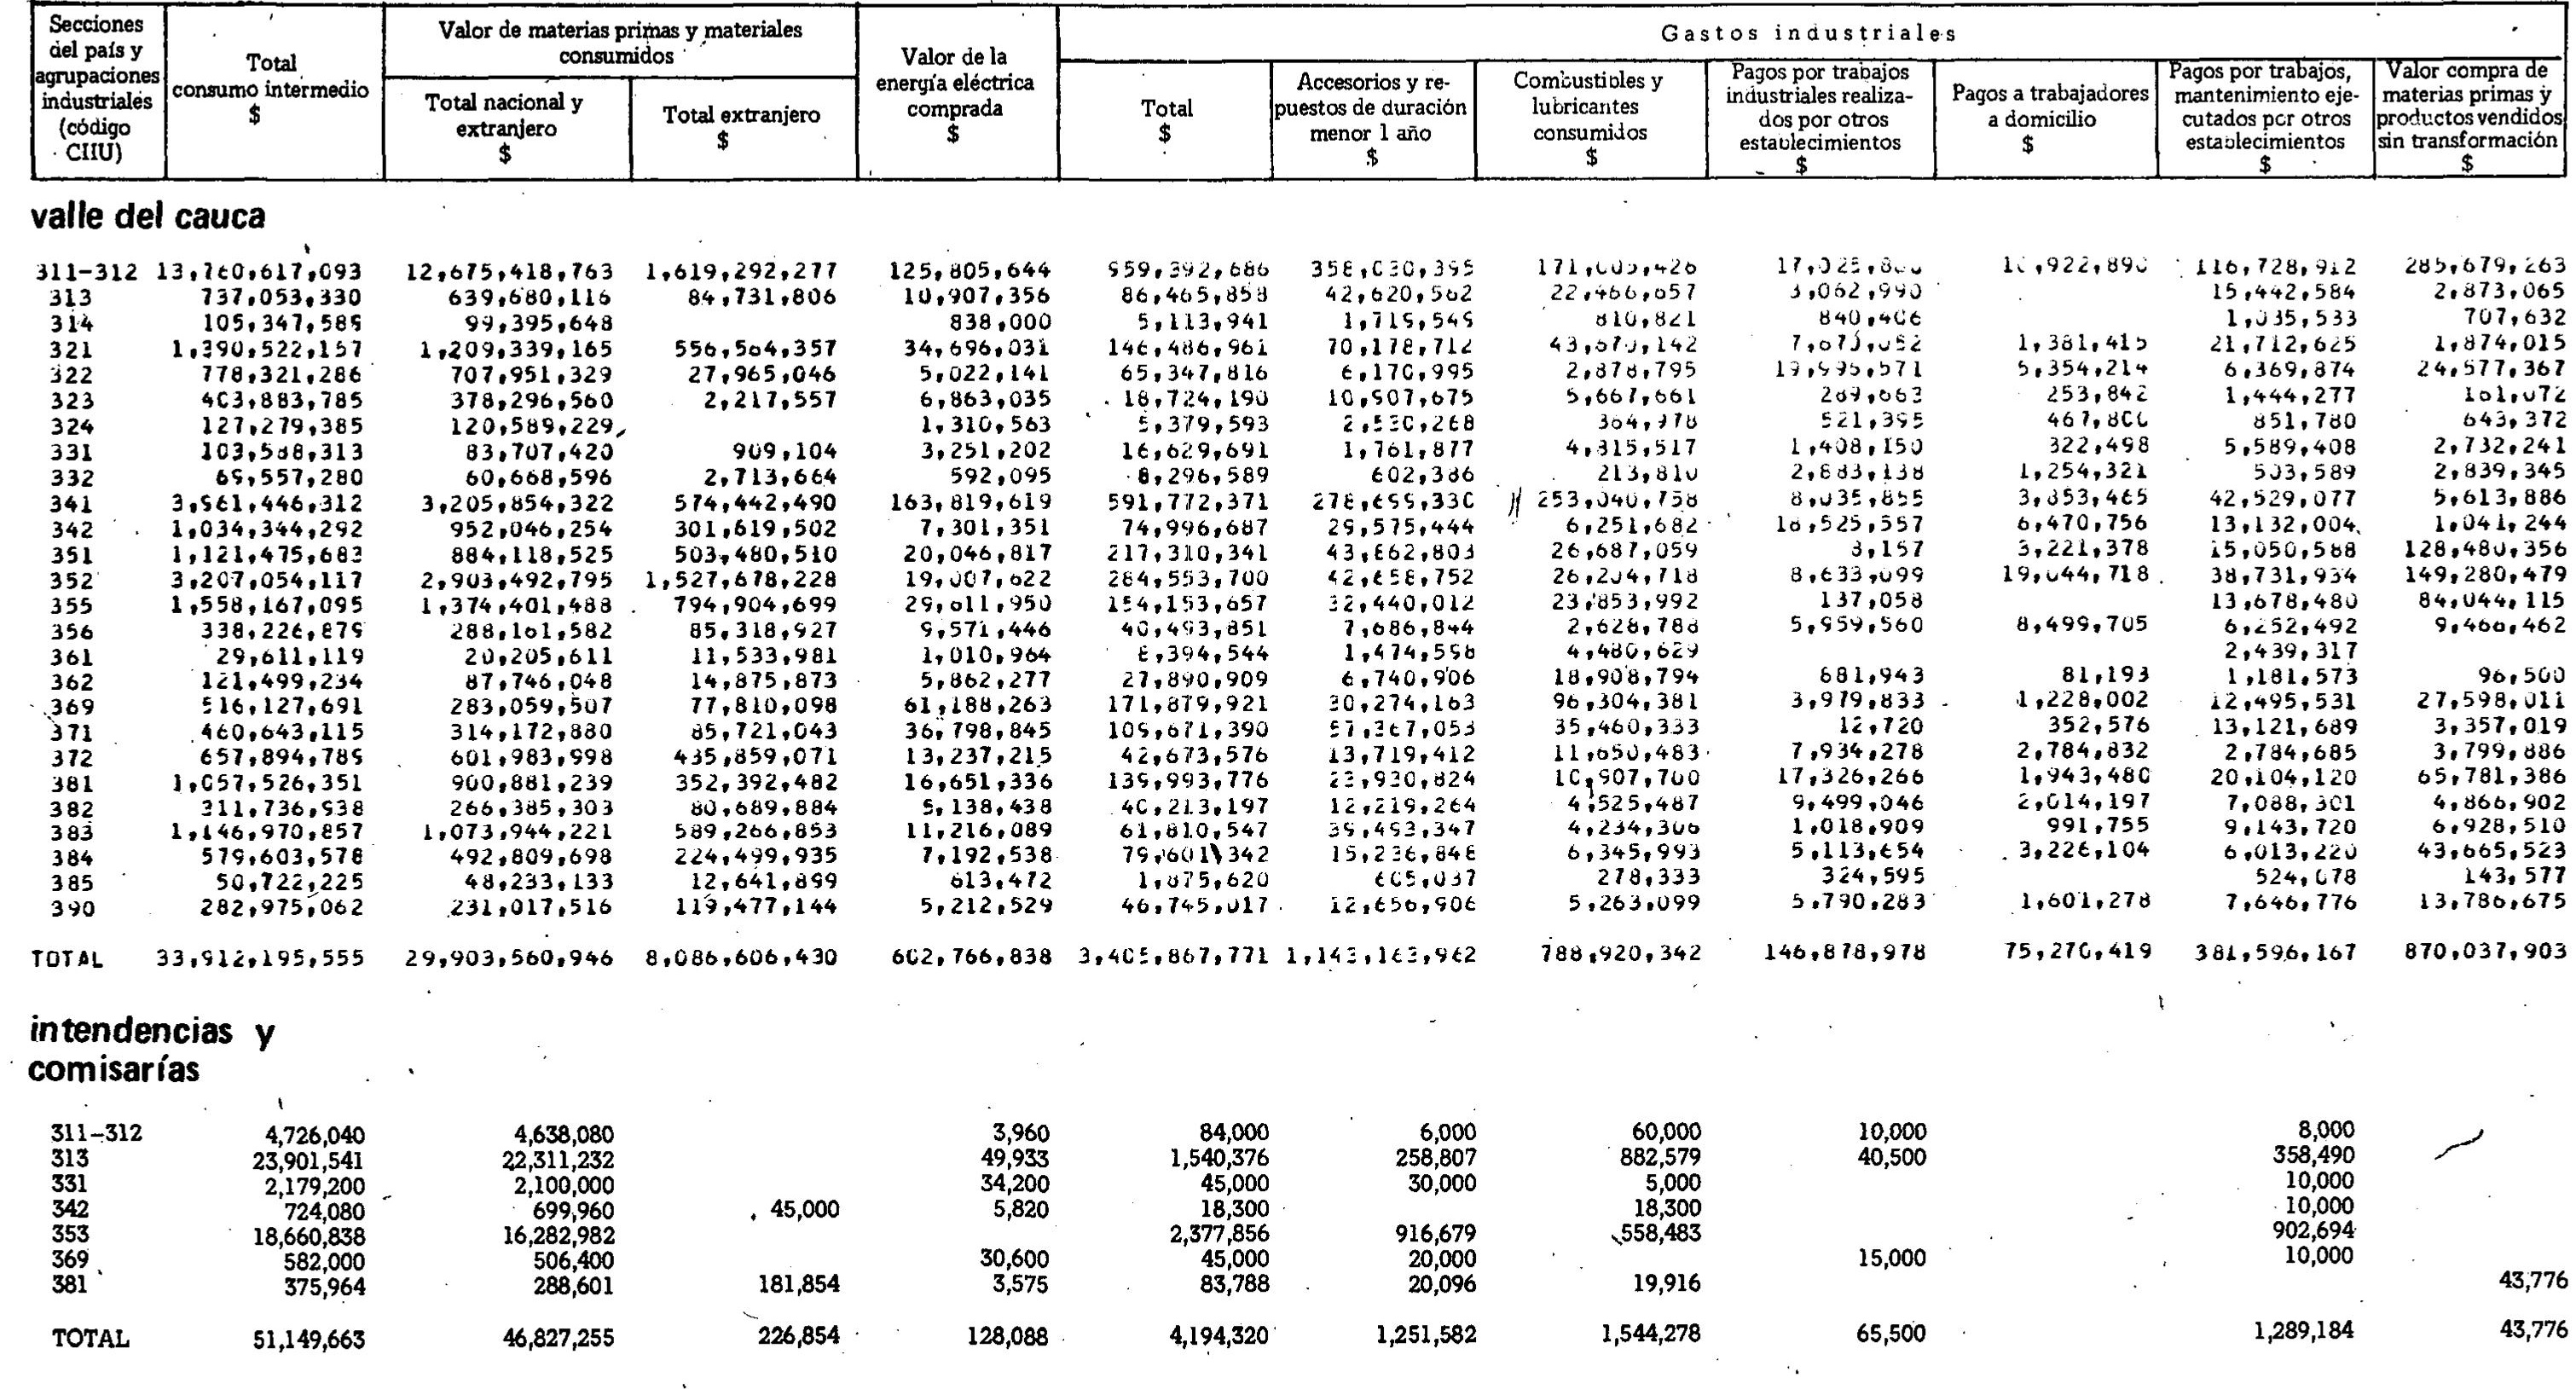 Secciones del país y agrupaciones industriales (código CIIU)
Total consumo intermedio $
Valor de materias primas y materiales consumidos
Total nacional y extranjero $
Total extranjero $
Valor de la energía eléctrica comprada $
Gastos industriales
Total $
Accesorios y repuestos de duración menor 1 año $
Combustibles y lubricantes consumidos $
Pagos por trabajos industriales realizados por otros establecimientos $
Pagos a trabajadores a domicilio $
Pagos por trabajos, mantenimiento ejecutados por otros establecimientos $
Valor compra de materias primas y productos vendidos sin transformación $
valle del cauca
311-312 13,760,617,093 12,675,418,763 1,619,292,277 125,805,644 959,392,686 358,030,395 171,005,426 17,025,800 10,922,890 116,728,912 285,679,263
313 737,053,330 639,680,116 84,731,806 10,907,356 86,465,858 42,620,562 22,466,657 3,062,990 15,442,584 2,873,065
314 105,347,589 99,395,648 838,000 5,113,941 1,719,549 810,821 840,406 1,035,533 707,632
321 1,390,522,157 1,209,339,165 556,564,357 34,696,031 146,486,961 70,178,712 43,670,142 7,670,052 1,381,415 21,712,625 1,874,015
322 778,321,286 707,951,329 27,965,046 5,022,141 65,347,816 6,170,995 2,878,795 19,996,571 5,354,214 6,369,874 24,577,367
323 403,883,785 378,296,560 2,217,557 6,863,035 18,724,190 10,907,675 5,667,661 289,663 253,842 1,444,277 161,072
324 127,279,385 120,589,229 1,310,563 5,379,593 2,530,268 364,978 521,395 467,800 851,780 643,372
331 103,588,313 83,707,420 909,104 3,251,202 16,629,691 1,761,877 4,815,517 1,408,150 322,498 5,589,408 2,732,241
332 69,557,280 60,668,596 2,713,664 592,095 8,296,589 602,386 213,810 2,883,138 1,254,321 503,589 2,839,345
341 3,961,446,312 3,205,854,322 574,442,490 163,819,619 591,772,371 278,699,330 253,040,758 8,035,855 3,853,465 42,529,077 5,613,886
342 1,034,344,292 952,046,254 301,619,502 7,301,351 74,996,687 29,575,444 6,251,682 18,525,557 6,470,756 13,132,004 1,041,244
351 1,121,475,683 884,118,525 503,480,510 20,046,817 217,310,341 43,862,803 26,687,059 8,157 3,221,378 15,050,588 128,480,356
352 3,207,054,117 2,903,492,795 1,527,678,228 19,007,622 284,553,700 42,658,752 26,204,718 8,633,099 19,044,718 38,731,934 149,280,479
355 1,558,167,095 1,374,401,488 794,904,699 29,611,950 154,153,657 32,440,012 23,853,992 137,058 13,678,480 84,044,115
356 338,226,879 288,161,582 85,318,927 9,571,446 40,493,851 7,686,844 2,628,788 5,959,560 8,499,705 6,252,492 9,466,462
361 29,611,119 20,205,611 11,533,981 1,010,964 8,394,544 1,474,598 4,480,629 2,439,317
362 121,499,234 87,746,048 14,875,873 5,862,277 27,890,909 6,740,906 18,908,794 681,943 81,193 1,181,573 96,500
369 516,127,691 283,059,507 77,810,098 61,188,263 171,879,921 30,274,163 96,304,381 3,979,833 1,228,002 12,495,531 27,598,011
371 460,643,115 314,172,880 85,721,043 36,798,845 109,671,390 57,367,053 35,460,333 12,720 352,576 13,121,689 3,357,019
372 657,894,789 601,983,998 435,859,071 13,237,215 42,673,576 13,719,412 11,650,483 7,934,278 2,784,832 2,784,685 3,799,886
381 1,057,526,351 900,881,239 352,392,482 16,651,336 139,993,776 23,930,824 10,907,700 17,326,266 1,943,480 20,104,120 65,781,386
382 311,736,938 266,385,303 80,689,884 5,138,438 40,213,197 12,219,264 4,525,487 9,499,046 2,014,197 7,088,301 4,866,902
383 1,146,970,857 1,073,944,221 589,266,853 11,216,089 61,810,547 39,493,347 4,234,306 1,018,909 991,755 9,143,720 6,928,510
384 579,603,578 492,809,698 224,499,935 7,192,538 79,601,342 15,236,848 6,345,993 5,113,654 3,226,104 6,013,220 43,665,523
385 50,722,225 48,233,133 12,641,899 613,472 1,875,620 605,037 278,333 324,595 524,078 143,577
390 282,975,062 231,017,516 119,477,144 5,212,529 46,745,017 12,656,906 5,263,099 5,790,283 1,601,278 7,646,776 13,786,675
TOTAL 33,912,195,555 29,903,560,946 8,086,606,430 602,766,838 3,405,867,771 1,143,163,962 788,920,342 146,878,978 75,270,419 381,596,167 870,037,903
intendencias y
comisarías
311-312 4,726,040 4,638,080 3,960 84,000 6,000 60,000 10,000 8,000
313 23,901,541 22,311,232 49,933 1,540,376 258,807 882,579 40,500 358,490
331 2,179,200 2,100,000 34,200 45,000 30,000 5,000 10,000
342 724,080 699,960 45,000 5,820 18,300 18,300 10,000
353 18,660,838 16,282,982 2,377,856 916,679 558,483 902,694
369 582,000 506,400 30,600 45,000 20,000 15,000 10,000
381 375,964 288,601 181,854 3,575 83,788 20,096 19,916 43,776
TOTAL 51,149,663 46,827,255 226,854 128,088 4,194,320 1,251,582 1,544,278 65,500 1,289,184 43,776